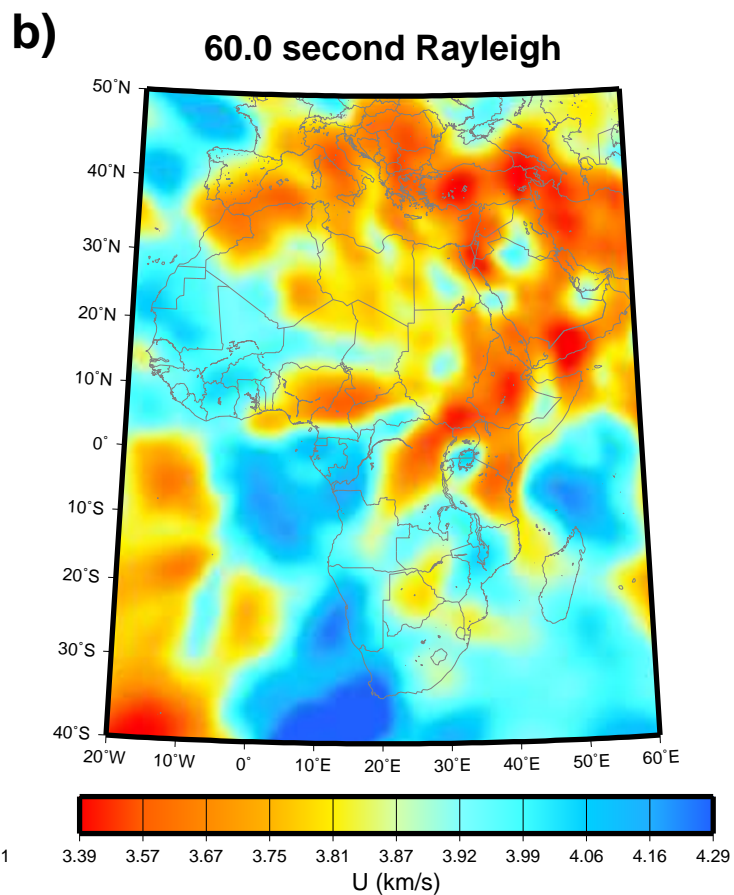 b)
60.0 second Rayleigh
50˚N
40˚N
30˚N
20˚N
10˚N
0˚
10˚S
20˚S
30˚S
40˚S
20˚W 10˚W 0˚ 10˚E 20˚E 30˚E 40˚E 50˚E 60˚E
1 3.39 3.57 3.67 3.75 3.81 3.87 3.92 3.99 4.06 4.16 4.29
U (km/s)